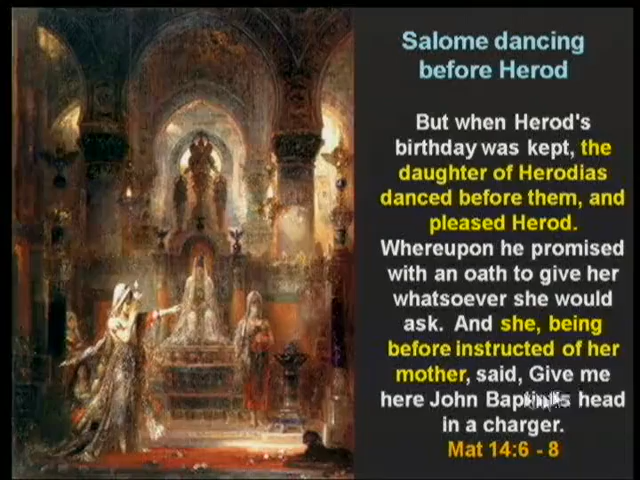 Salome dancing
before Herod
But when Herod's
birthday was kept, the
daughter of Herodias
danced before them, and
pleased Herod.
Whereupon he promised
with an oath to give her
whatsoever she would
ask. And she, being
before instructed of her
mother, said, Give me
here John Baptist's head
in a charger.
Mat 14:6 - 8